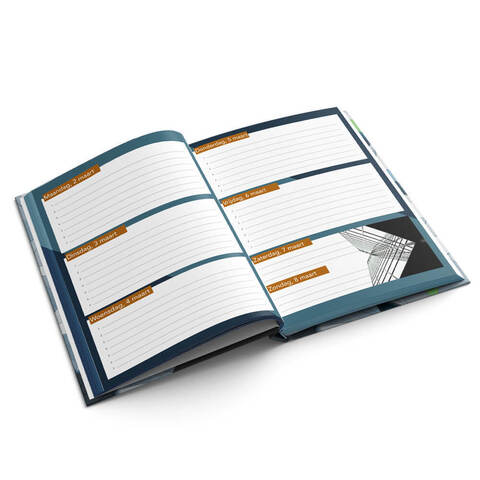 Maandag, 2 maart
Dinsdag, 3 maart
Woensdag, 4 maart
Donderdag, 5 maart
Vrijdag, 6 maart
Zaterdag, 7 maart
Zondag, 8 maart